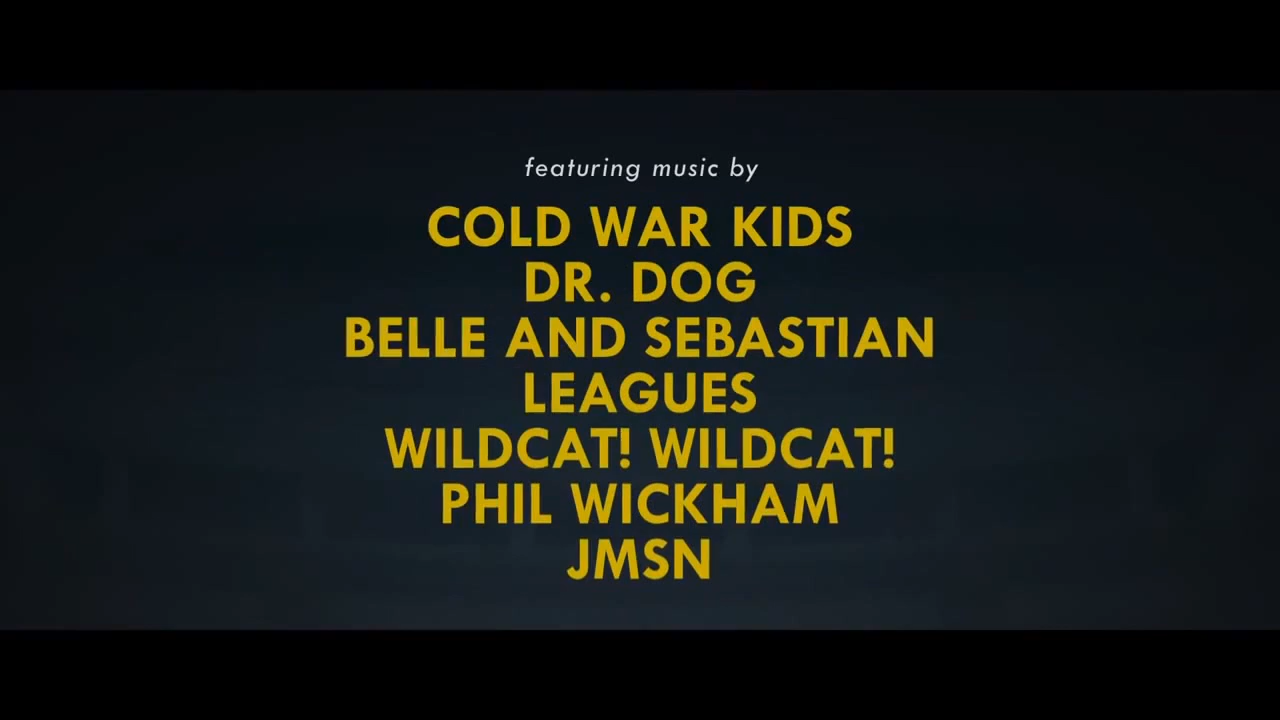 featuring music by
COLD WAR KIDS
DR. DOG
BELLE AND SEBASTIAN
LEAGUES
WILDCAT! WILDCAT!
PHIL WICKHAM
JMSN